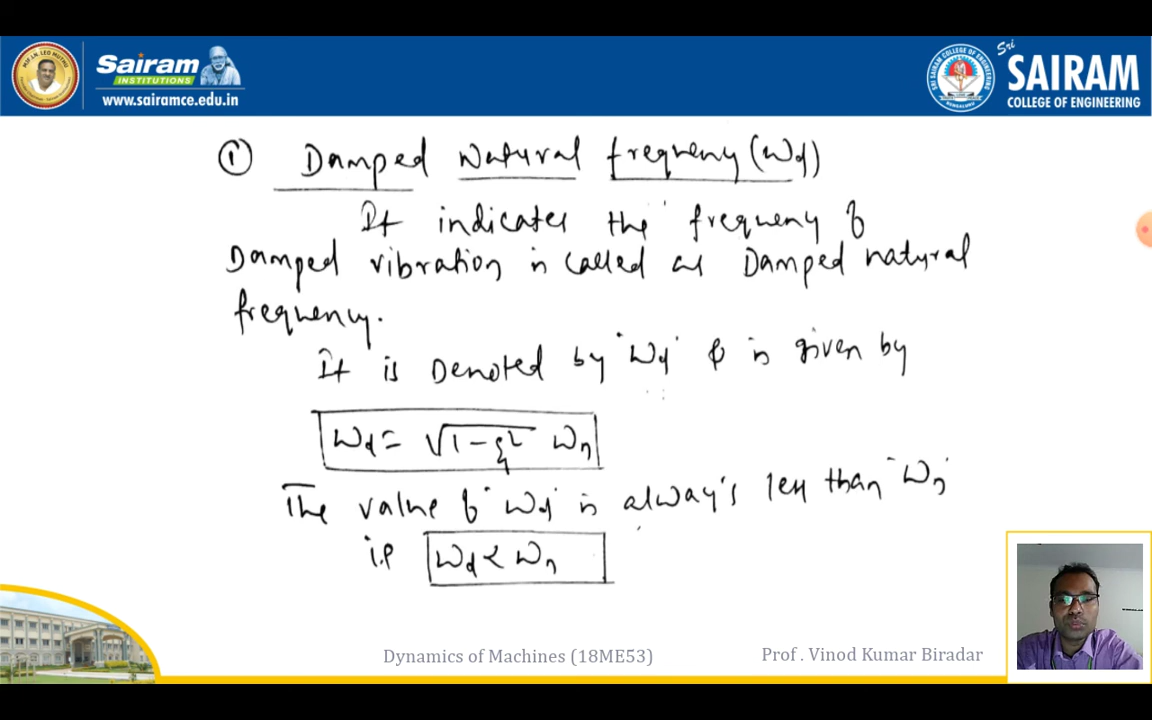 Sairam
INSTITUTIONS
www.sairamce.edu.in
Sri
SAIRAM
COLLEGE OF ENGINEERING
① Damped Natural frequency (ωd)
It indicates the frequency of
Damped vibration is called as Damped natural
frequency.
It is Denoted by 'ωd' & is given by
ωd = √1-ξ² ωn
The value of 'ωd' is alway's less than 'ωn'
i.e ωd < ωn
Dynamics of Machines (18ME53)
Prof . Vinod Kumar Biradar